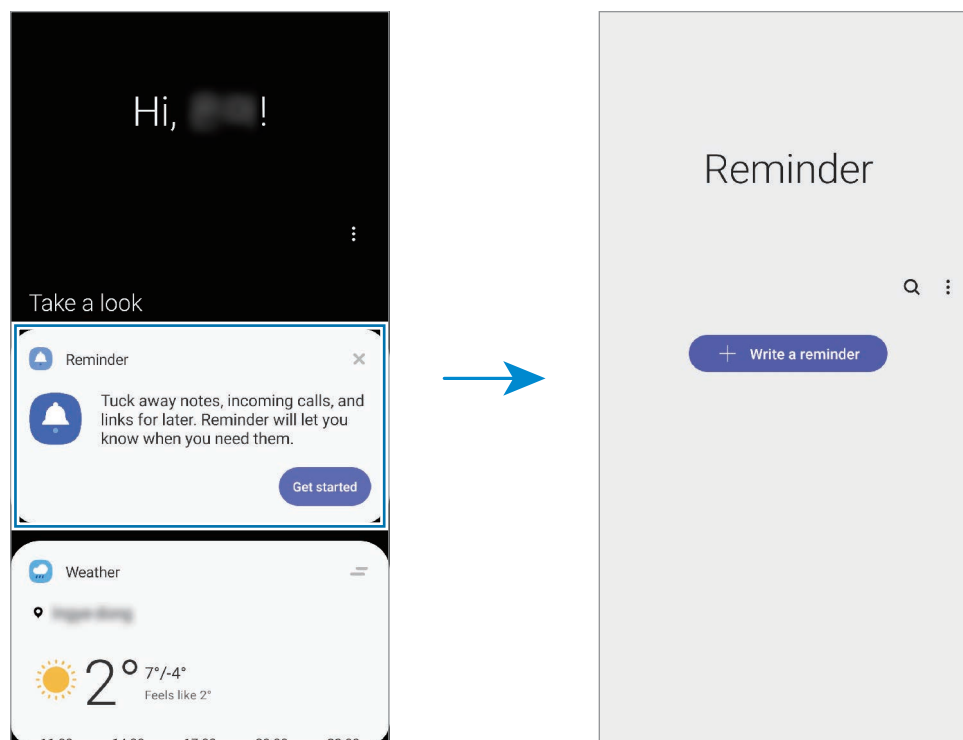 Hi, !
Take a look
Reminder
Tuck away notes, incoming calls, and
links for later. Reminder will let you
know when you need them.
Get started
Weather
2° 7°/-4°
Feels like 2°
Reminder
Write a reminder